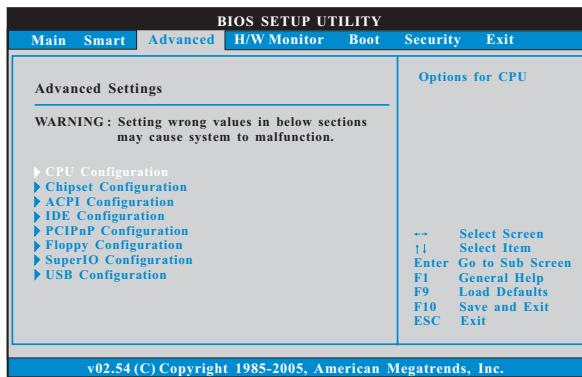 BIOS SETUP UTILITY
Main Smart Advanced H/W Monitor Boot Security Exit
Advanced Settings
WARNING : Setting wrong values in below sections
may cause system to malfunction.
CPU Configuration
Chipset Configuration
ACPI Configuration
IDE Configuration
PCIPnP Configuration
Floppy Configuration
SuperIO Configuration
USB Configuration
Options for CPU
←→ Select Screen
↑↓ Select Item
Enter Go to Sub Screen
F1 General Help
F9 Load Defaults
F10 Save and Exit
ESC Exit
v02.54 (C) Copyright 1985-2005, American Megatrends, Inc.